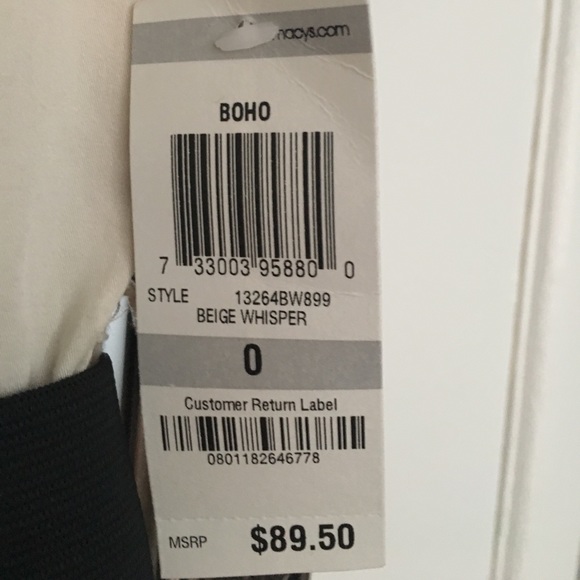 macys.com
BOHO
7 33003 95880 0
STYLE 13264BW899
BEIGE WHISPER
0
Customer Return Label
0801182646778
MSRP $89.50